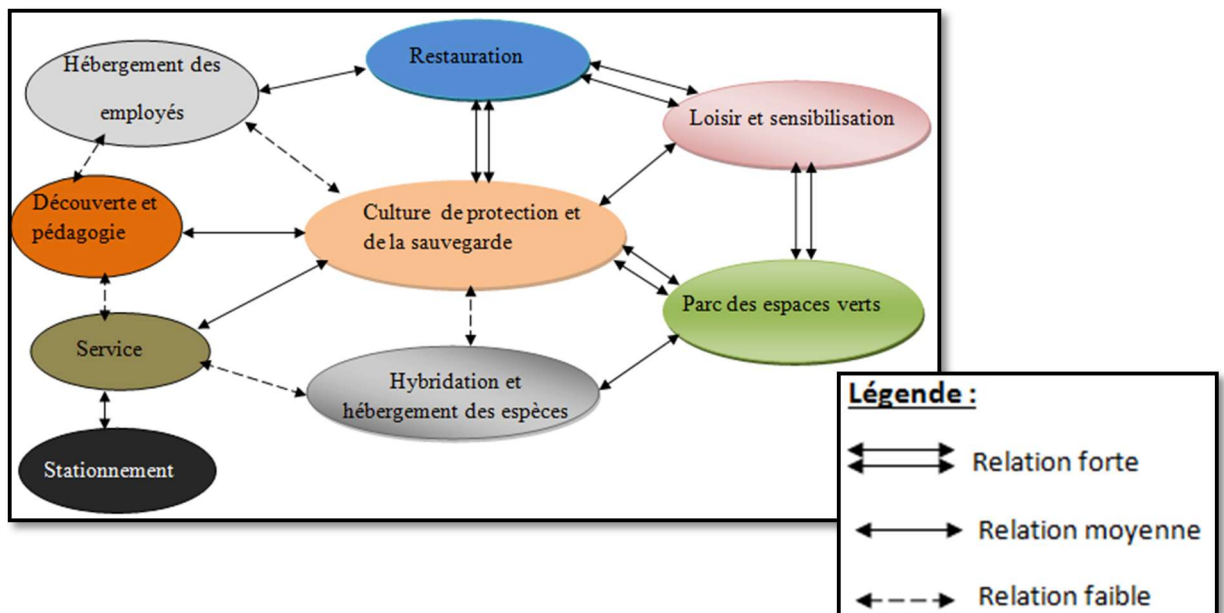 Hébergement des
employés
Restauration
Loisir et sensibilisation
Découverte et
pédagogie
Culture de protection et
de la sauvegarde
Parc des espaces verts
Service
Hybridation et
hébergement des espèces
Stationnement
Légende :
Relation forte
Relation moyenne
Relation faible